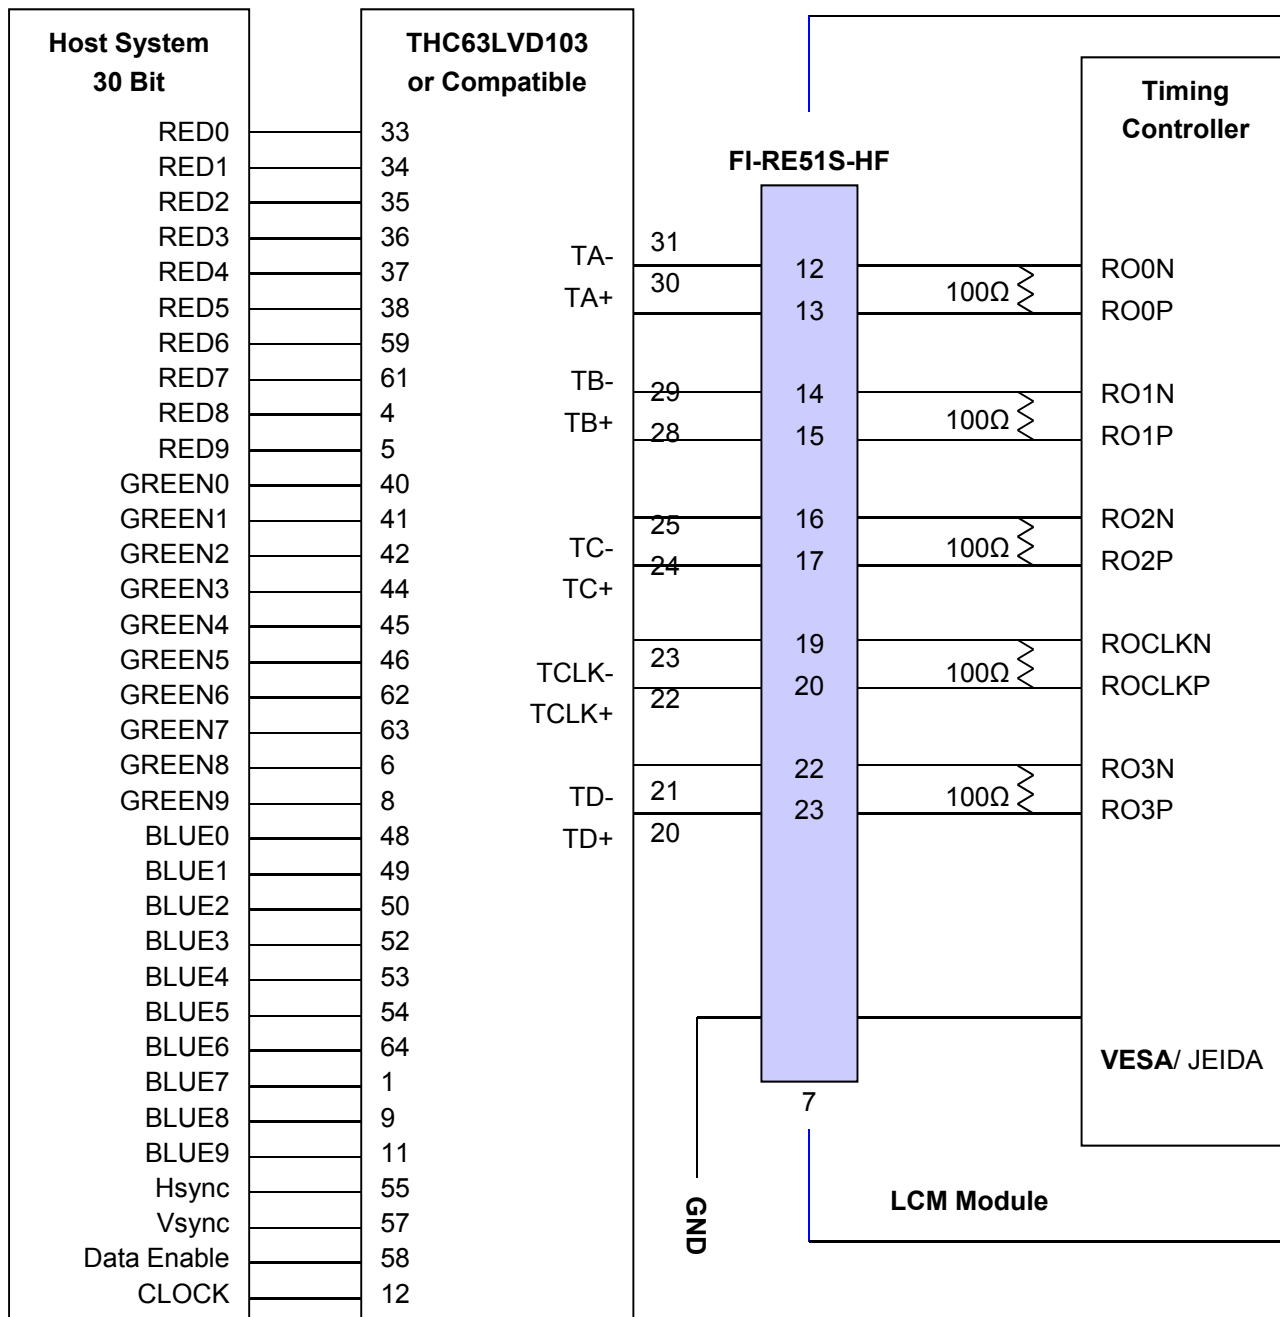 Host System
30 Bit
RED0
RED1
RED2
RED3
RED4
RED5
RED6
RED7
RED8
RED9
GREEN0
GREEN1
GREEN2
GREEN3
GREEN4
GREEN5
GREEN6
GREEN7
GREEN8
GREEN9
BLUE0
BLUE1
BLUE2
BLUE3
BLUE4
BLUE5
BLUE6
BLUE7
BLUE8
BLUE9
Hsync
Vsync
Data Enable
CLOCK
THC63LVD103
or Compatible
33
34
35
36
37
38
59
61
4
5
40
41
42
44
45
46
62
63
6
8
48
49
50
52
53
54
64
1
9
11
55
57
58
12
TA-
TA+
TB-
TB+
TC-
TC+
TCLK-
TCLK+
TD-
TD+
31
30
29
28
25
24
23
22
21
20
FI-RE51S-HF
12
13
14
15
16
17
19
20
22
23
7
GND
100Ω
100Ω
100Ω
100Ω
100Ω
Timing
Controller
RO0N
RO0P
RO1N
RO1P
RO2N
RO2P
ROCLKN
ROCLKP
RO3N
RO3P
VESA/ JEIDA
LCM Module